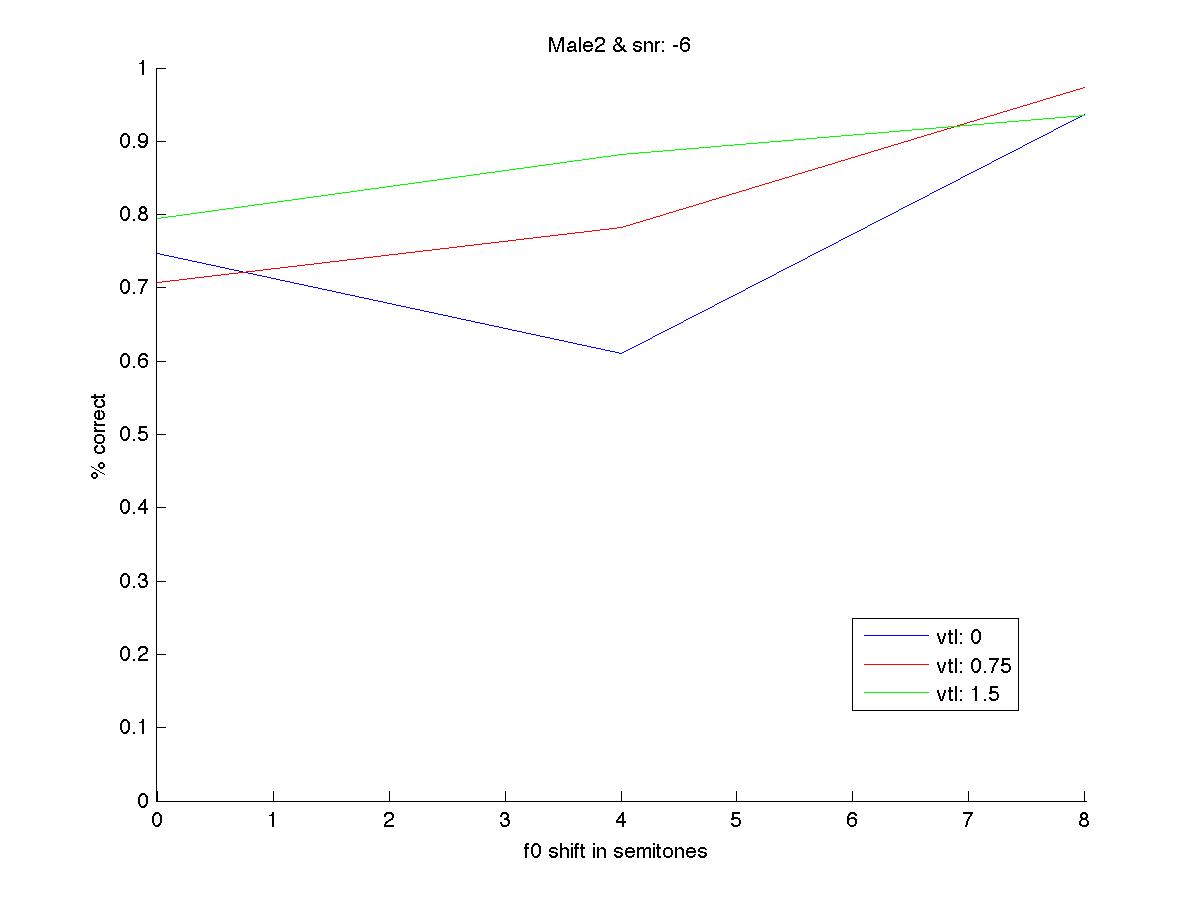 Male2 & snr: -6
1
0.9
0.8
0.7
0.6
0.5
0.4
0.3
0.2
0.1
0
% correct
vtl: 0
vtl: 0.75
vtl: 1.5
0 1 2 3 4 5 6 7 8
f0 shift in semitones